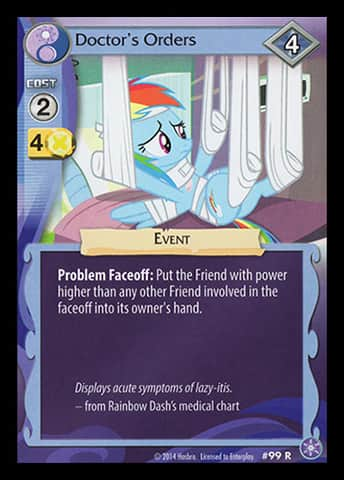 Doctor's Orders
4
COST
2
4
EVENT
Problem Faceoff: Put the Friend with power
higher than any other Friend involved in the
faceoff into its owner's hand.
Displays acute symptoms of lazy-itis.
– from Rainbow Dash's medical chart
© 2014 Hasbro. Licensed to Enterplay. #99 R